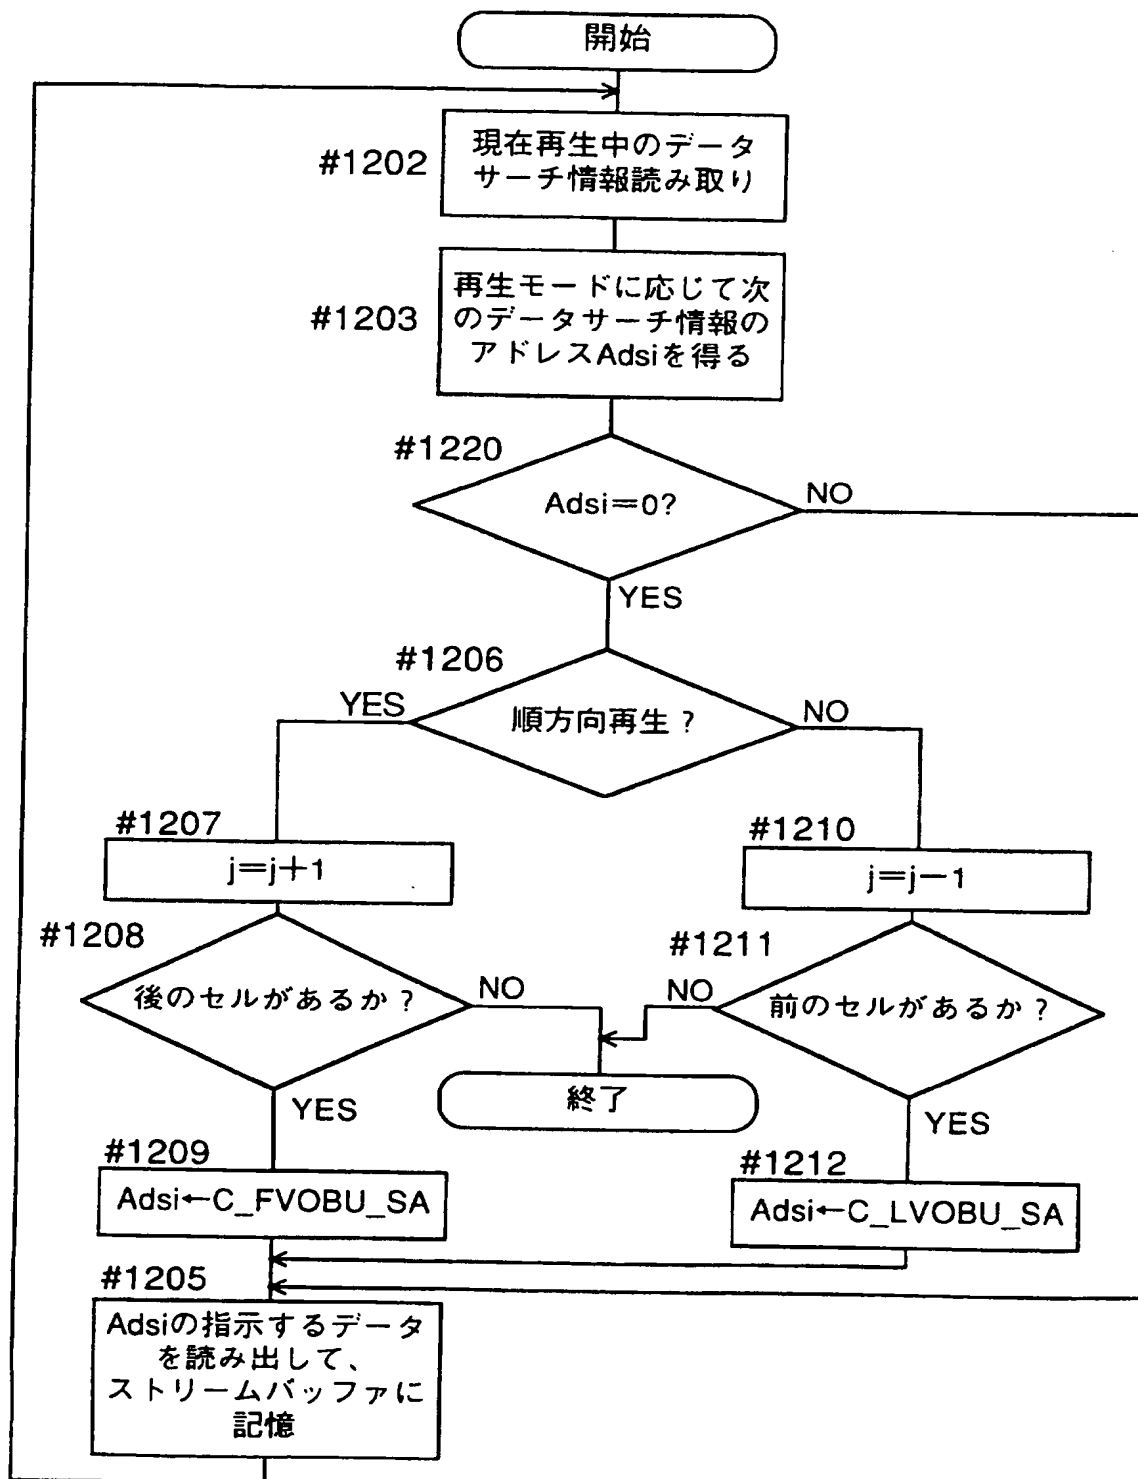 開始
#1202
現在再生中のデータ
サーチ情報読み取り
#1203
再生モードに応じて次
のデータサーチ情報の
アドレスAdsiを得る
#1220
Adsi=0?
NO
YES
#1206
順方向再生?
YES
NO
#1207
j=j+1
#1210
j=j−1
#1208
後のセルがあるか?
NO
YES
#1211
前のセルがあるか?
NO
YES
終了
#1209
Adsi←C_FVOBU_SA
#1212
Adsi←C_LVOBU_SA
#1205
Adsiの指示するデータ
を読み出して、
ストリームバッファに
記憶